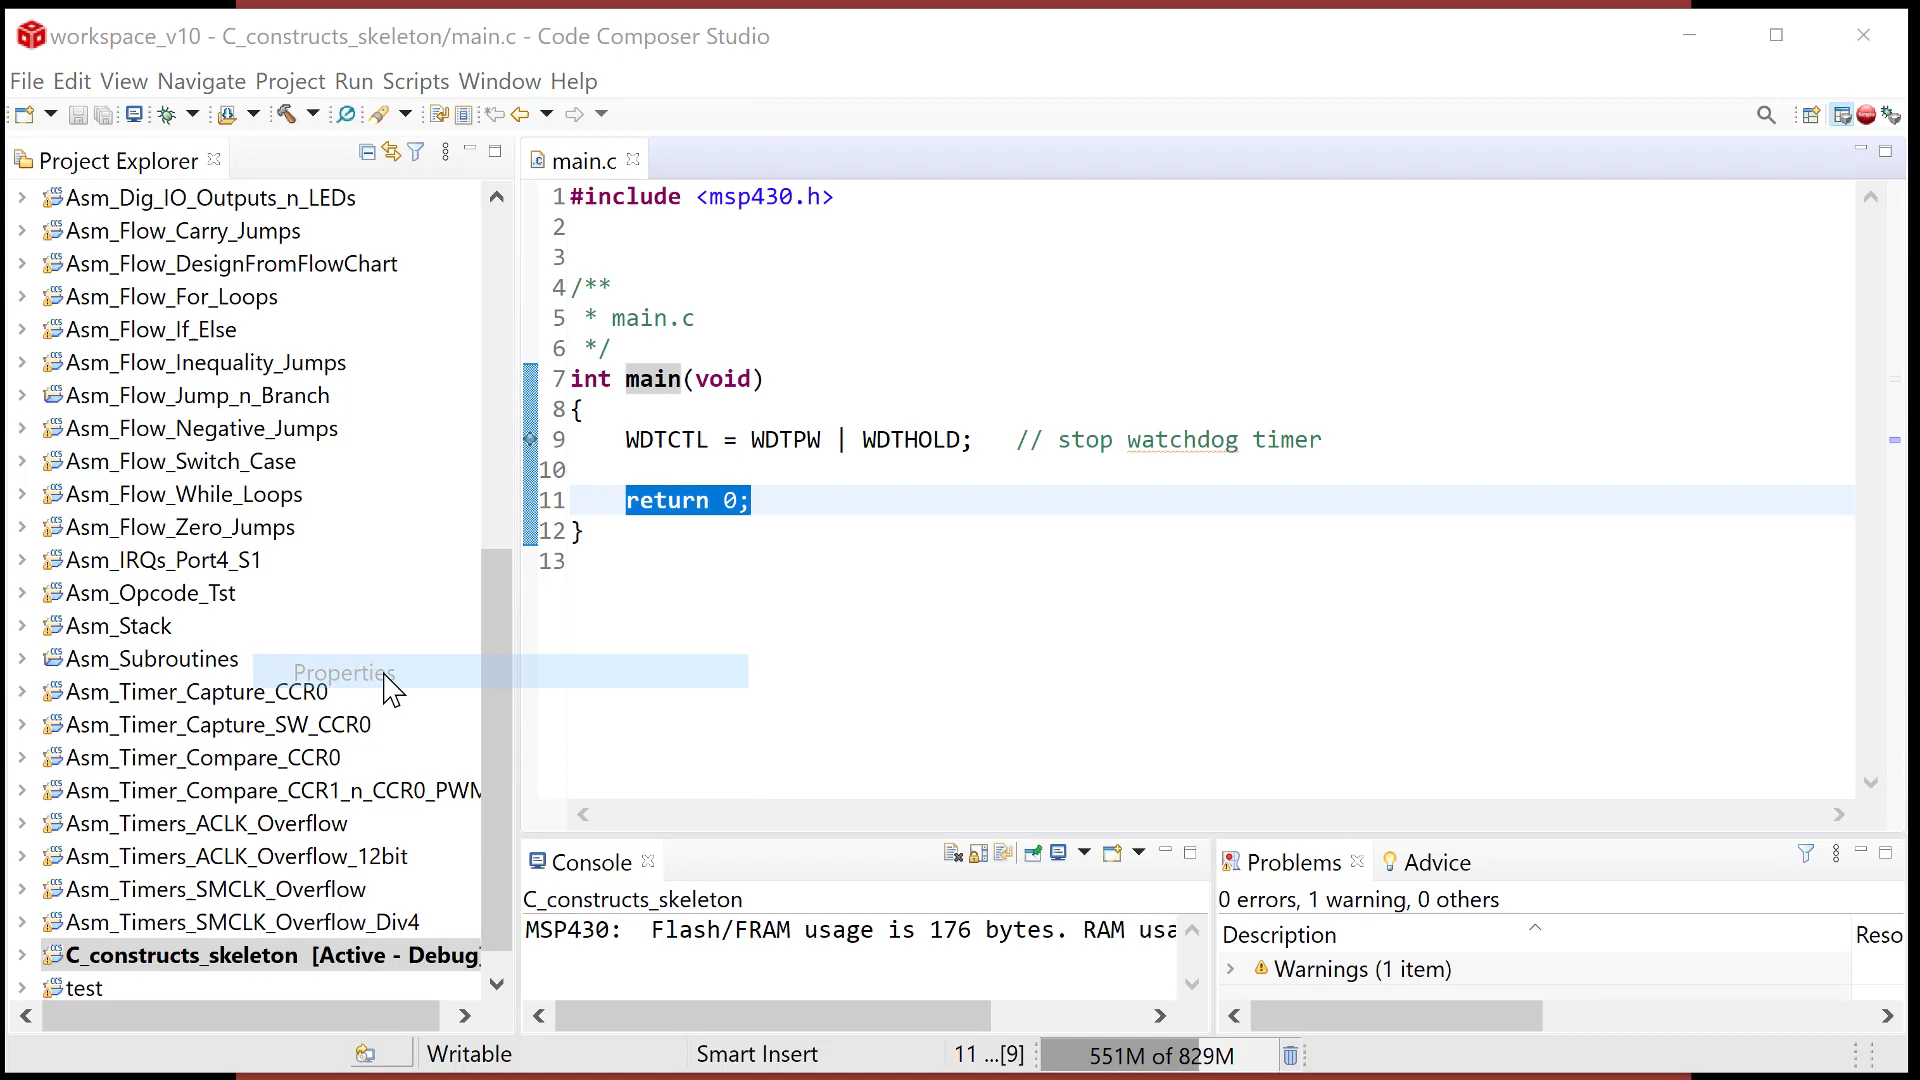 workspace_v10 - C_constructs_skeleton/main.c - Code Composer Studio
File Edit View Navigate Project Run Scripts Window Help
Project Explorer
Asm_Dig_IO_Outputs_n_LEDs
Asm_Flow_Carry_Jumps
Asm_Flow_DesignFromFlowChart
Asm_Flow_For_Loops
Asm_Flow_If_Else
Asm_Flow_Inequality_Jumps
Asm_Flow_Jump_n_Branch
Asm_Flow_Negative_Jumps
Asm_Flow_Switch_Case
Asm_Flow_While_Loops
Asm_Flow_Zero_Jumps
Asm_IRQs_Port4_S1
Asm_Opcode_Tst
Asm_Stack
Asm_Subroutines
Properties
Asm_Timer_Capture_CCR0
Asm_Timer_Capture_SW_CCR0
Asm_Timer_Compare_CCR0
Asm_Timer_Compare_CCR1_n_CCR0_PWM
Asm_Timers_ACLK_Overflow
Asm_Timers_ACLK_Overflow_12bit
Asm_Timers_SMCLK_Overflow
Asm_Timers_SMCLK_Overflow_Div4
C_constructs_skeleton [Active - Debug]
test
main.c
1 #include <msp430.h>
2
3
4 /**
5 * main.c
6 */
7 int main(void)
8 {
9 WDTCTL = WDTPW | WDTHOLD; // stop watchdog timer
10
11 return 0;
12 }
13
Console
C_constructs_skeleton
MSP430: Flash/FRAM usage is 176 bytes. RAM usa
Problems Advice
0 errors, 1 warning, 0 others
Description Reso
Warnings (1 item)
Writable Smart Insert 11 ...[9] 551M of 829M